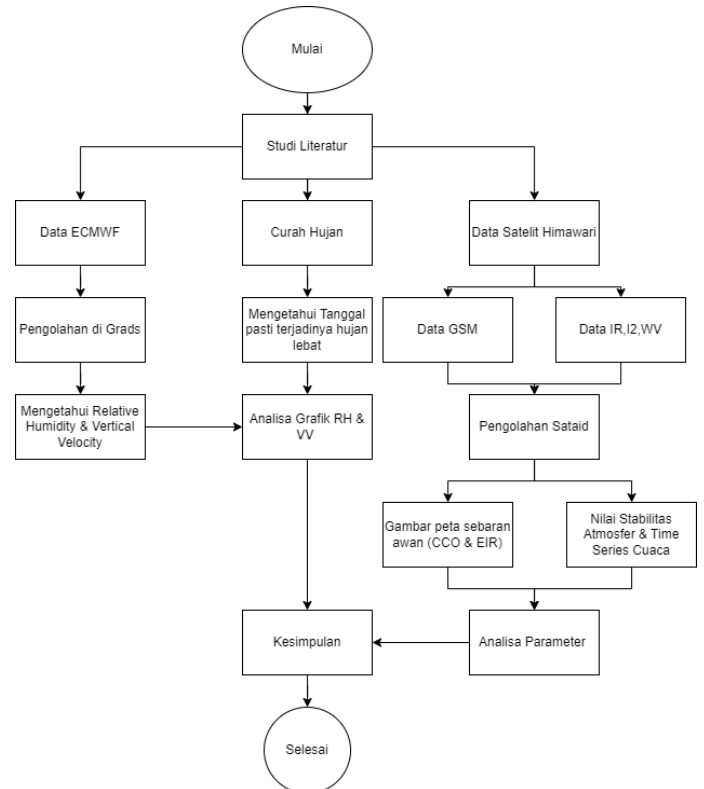 Mulai
Studi Literatur
Data ECMWF
Curah Hujan
Data Satelit Himawari
Pengolahan di Grads
Mengetahui Tanggal
pasti terjadinya hujan
lebat
Data GSM
Data IR,I2,WV
Mengetahui Relative
Humidity & Vertical
Velocity
Analisa Grafik RH &
VV
Pengolahan Sataid
Gambar peta sebaran
awan (CCO & EIR)
Nilai Stabilitas
Atmosfer & Time
Series Cuaca
Kesimpulan
Analisa Parameter
Selesai